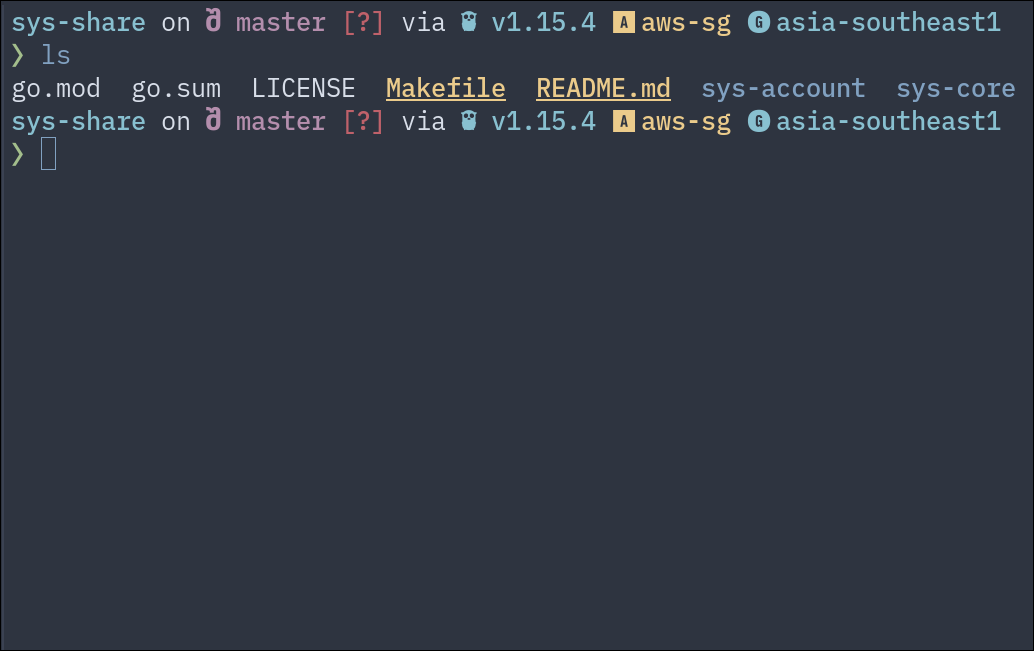 sys-share on ỗ master [?] via v1.15.4 A aws-sg G asia-southeast1
❯ ls
go.mod go.sum LICENSE Makefile README.md sys-account sys-core
sys-share on ỗ master [?] via v1.15.4 A aws-sg G asia-southeast1
❯